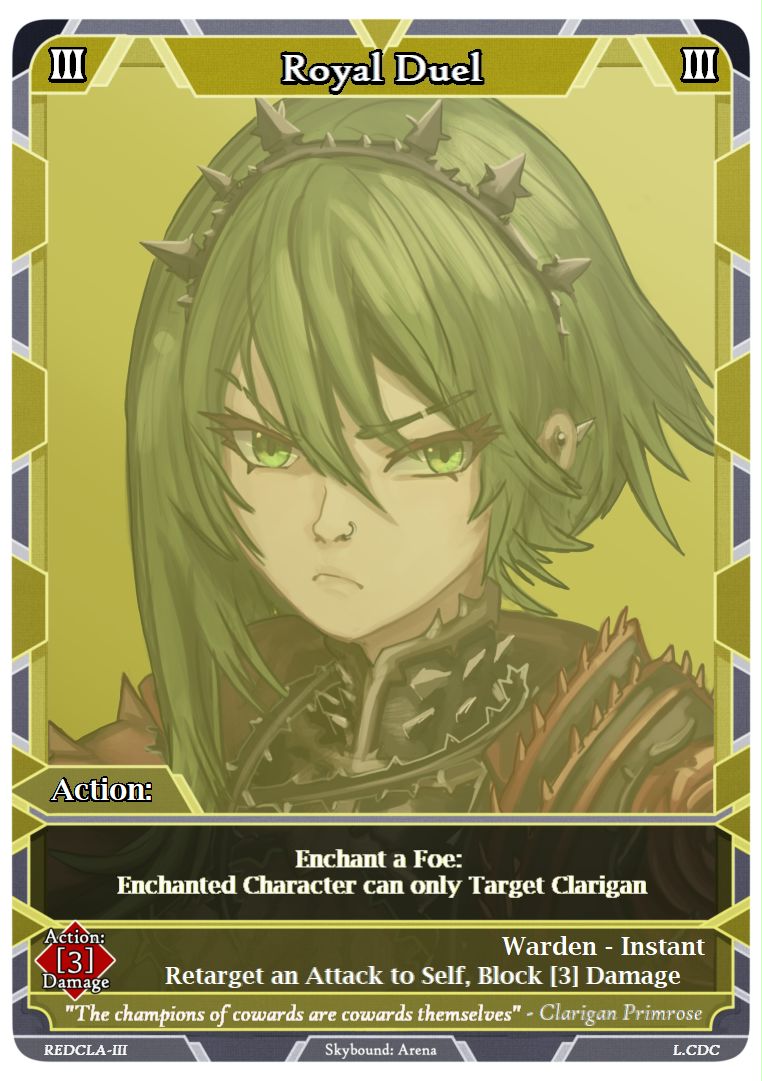 III Royal Duel III
Action:
Enchant a Foe:
Enchanted Character can only Target Clarigan
Action:
[3]
Damage
Warden - Instant
Retarget an Attack to Self, Block [3] Damage
"The champions of cowards are cowards themselves" - Clarigan Primrose
REDCLA-III Skybound: Arena L.CDC